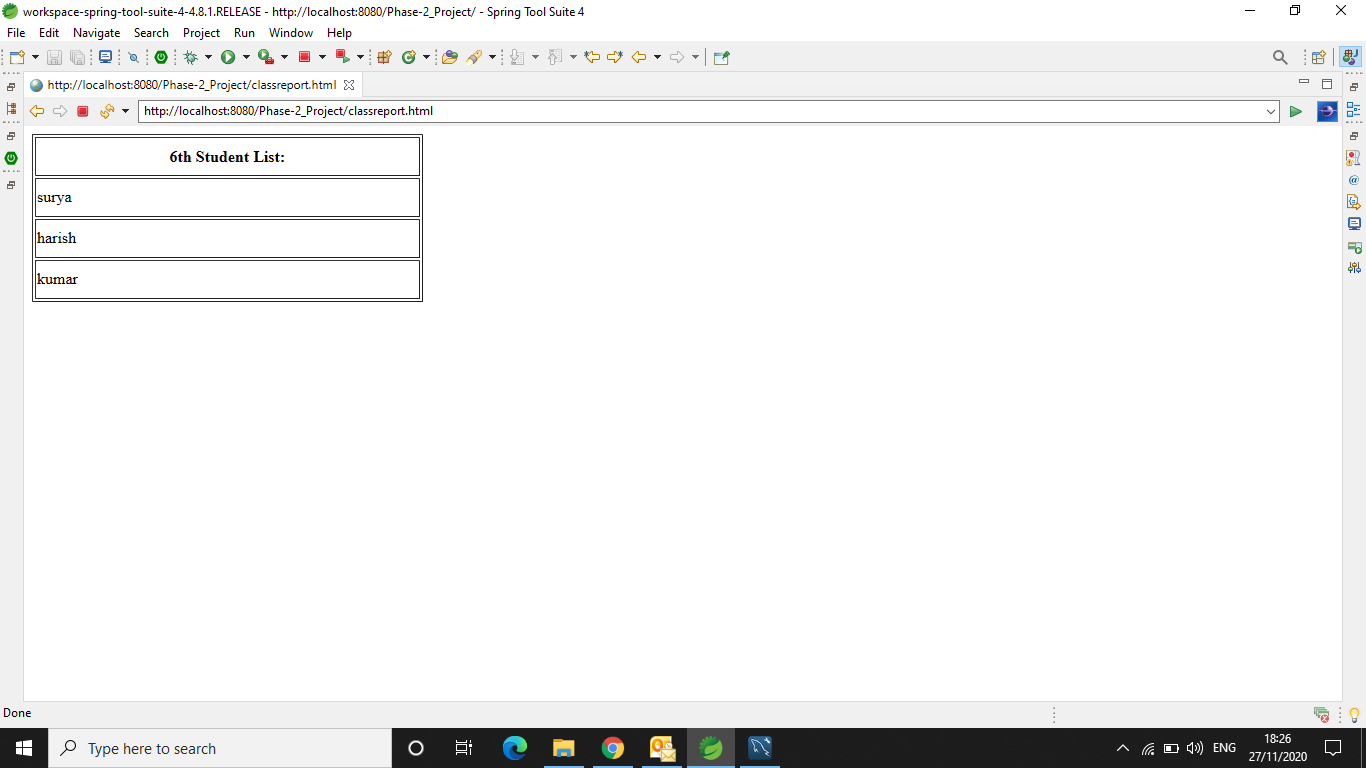 workspace-spring-tool-suite-4-4.8.1.RELEASE - http://localhost:8080/Phase-2_Project/ - Spring Tool Suite 4
File Edit Navigate Search Project Run Window Help
http://localhost:8080/Phase-2_Project/classreport.html
http://localhost:8080/Phase-2_Project/classreport.html
6th Student List:
surya
harish
kumar
Done
Type here to search
ENG
18:26
27/11/2020